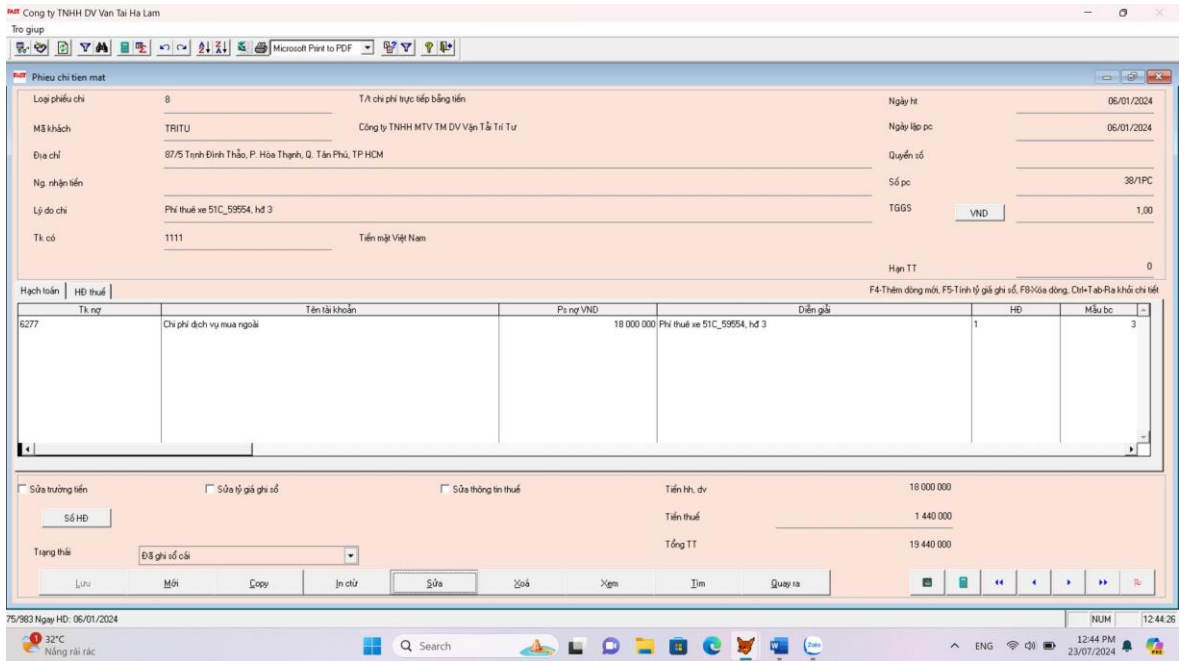 FAST Cong ty TNHH DV Van Tai Ha Lam
Tro giup
Microsoft Print to PDF
FAST Phieu chi tien mat
Loại phiếu chi 8 T/t chi phí trực tiếp bằng tiền Ngày ht 06/01/2024
Mã khách TRITU Công ty TNHH MTV TM DV Vận Tải Trí Tư Ngày lập pc 06/01/2024
Địa chỉ 87/5 Trịnh Đình Thảo, P. Hòa Thạnh, Q. Tân Phú, TP HCM Quyển số
Ng. nhận tiền Số pc 38/1PC
Lý do chi Phí thuê xe 51C_59554, hđ 3 TGGS VND 1,00
Tk có 1111 Tiền mặt Việt Nam
Hạn TT 0
Hạch toán HĐ thuế F4-Thêm dòng mới, F5-Tính tỷ giá ghi sổ, F8-Xóa dòng, Ctrl+Tab-Ra khỏi chi tiết
Tk nợ Tên tài khoản Ps nợ VND Diễn giải HĐ Mẫu bc
6277 Chi phí dịch vụ mua ngoài 18 000 000 Phí thuê xe 51C_59554, hđ 3 1 3
Sửa trường tiền Sửa tỷ giá ghi sổ Sửa thông tin thuế Tiền hh, dv 18 000 000
Số HĐ Tiền thuế 1 440 000
Trạng thái Đã ghi sổ cái Tổng TT 19 440 000
Lưu Mới Copy In ctừ Sửa Xoá Xem Tìm Quay ra
75/983 Ngay HD: 06/01/2024 NUM 12:44:26
1 32°C Search ENG 12:44 PM
Nắng rải rác Zalo 23/07/2024 PRE